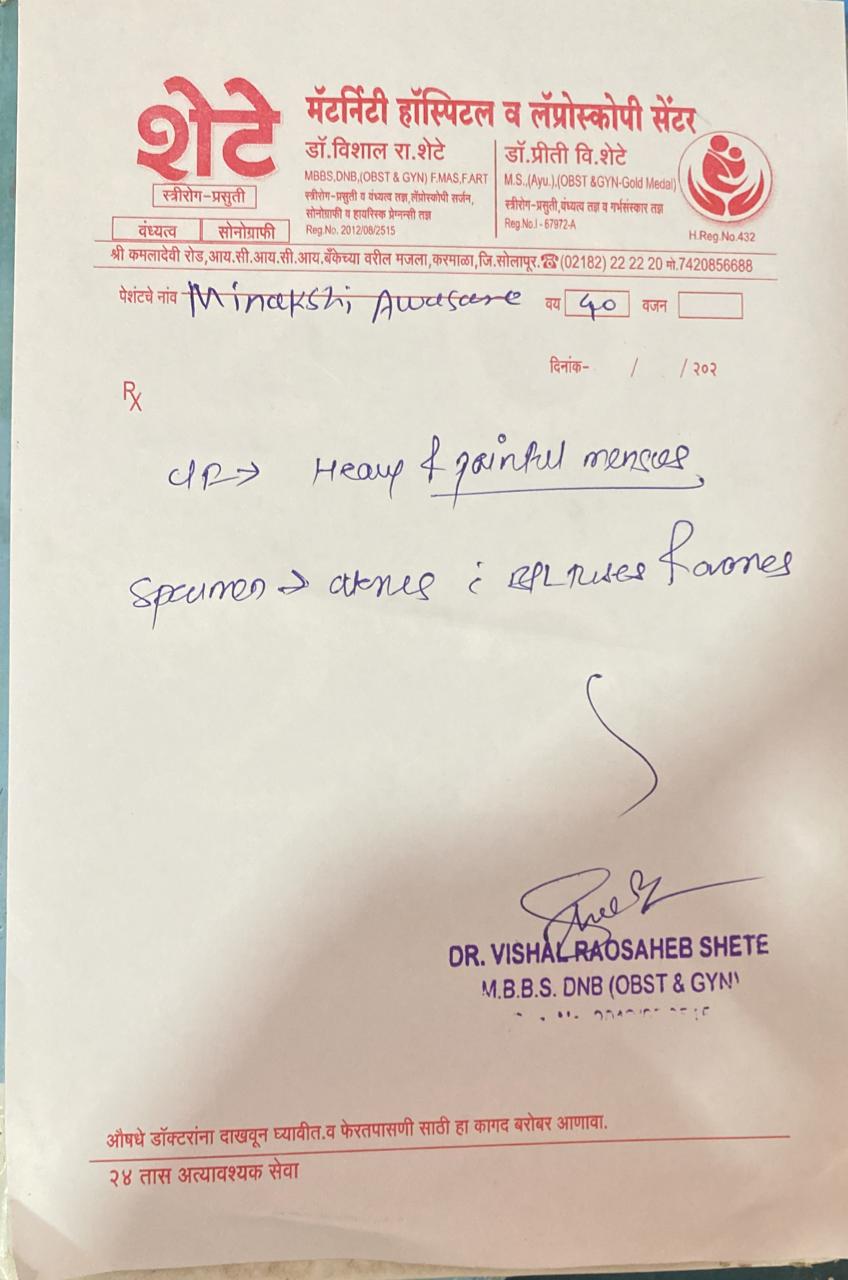 शेटे
स्त्रीरोग-प्रसुती
वंध्यत्व सोनोग्राफी
मॅटर्निटी हॉस्पिटल व लॅप्रोस्कोपी सेंटर
डॉ.विशाल रा.शेटे
MBBS,DNB,(OBST & GYN) F.MAS,F.ART
स्त्रीरोग-प्रसुती व वंध्यत्व तज्ञ,लॅप्रोस्कोपी सर्जन,
सोनोग्राफी व हायरिस्क प्रेग्नन्सी तज्ञ
Reg.No. 2012/08/2515
डॉ.प्रीती वि.शेटे
M.S.,(Ayu.),(OBST &GYN-Gold Medal)
स्त्रीरोग-प्रसुती,वंध्यत्व तज्ञ व गर्भसंस्कार तज्ञ
Reg.No.I - 67972-A
H.Reg.No.432
श्री कमलादेवी रोड,आय.सी.आय.सी.आय.बँकेच्या वरील मजला,करमाळा,जि.सोलापूर.☎(02182) 22 22 20 मो.7420856688
पेशंटचे नांव Minakshi Awasare वय 40 वजन
दिनांक- / / २०२
Rx
Heavy & painful menses
Specimen →
DR. VISHAL RAOSAHEB SHETE
M.B.B.S. DNB (OBST & GYN)
औषधे डॉक्टरांना दाखवून घ्यावीत.व फेरतपासणी साठी हा कागद बरोबर आणावा.
२४ तास अत्यावश्यक सेवा